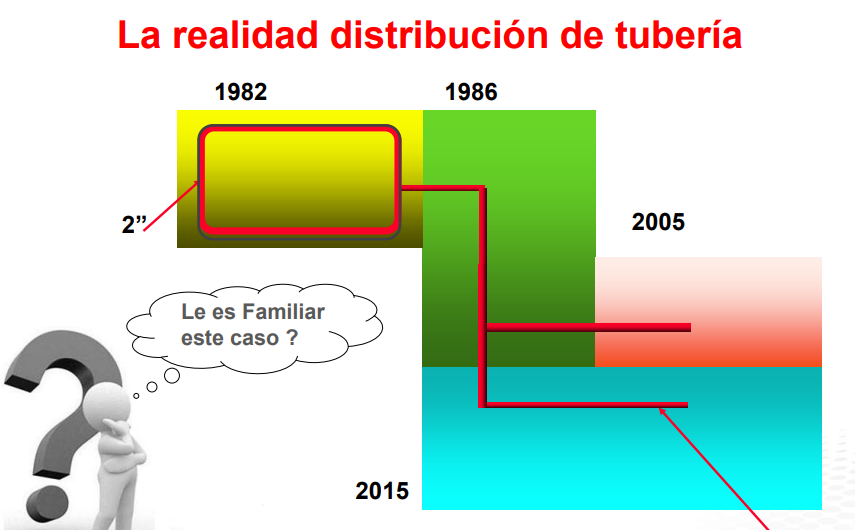 La realidad distribución de tubería
1982
1986
2”
2005
Le es Familiar
este caso ?
2015